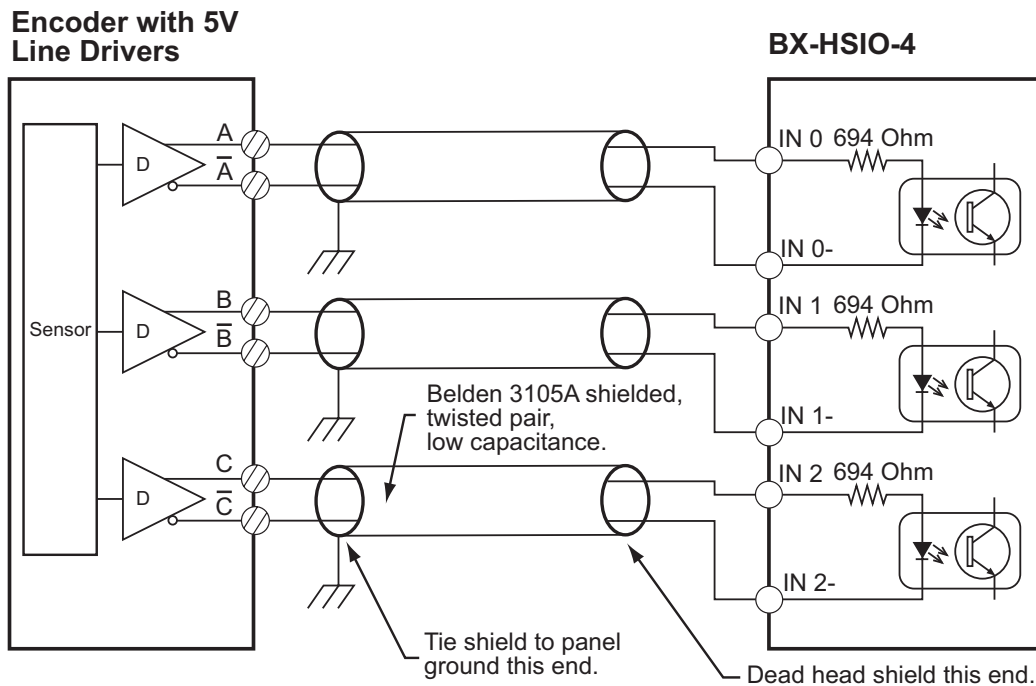 Encoder with 5V
Line Drivers
BX-HSIO-4
Sensor
D
A
A̅
IN 0 694 Ohm
IN 0-
D
B
B̅
IN 1 694 Ohm
IN 1-
Belden 3105A shielded,
twisted pair,
low capacitance.
D
C
C̅
IN 2 694 Ohm
IN 2-
Tie shield to panel
ground this end.
Dead head shield this end.